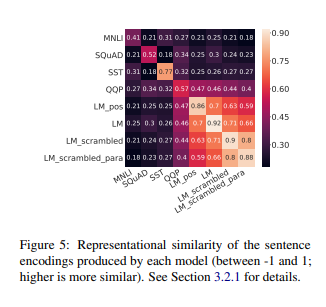 MNLI 0.41 0.21 0.31 0.27 0.21 0.25 0.21 0.18
SQuAD 0.21 0.52 0.18 0.34 0.25 0.3 0.24 0.23
SST 0.31 0.18 0.77 0.32 0.25 0.26 0.27 0.27
QQP 0.27 0.34 0.32 0.57 0.47 0.46 0.44 0.4
LM_pos 0.21 0.25 0.25 0.47 0.86 0.7 0.63 0.59
LM 0.25 0.3 0.26 0.46 0.7 0.92 0.71 0.66
LM_scrambled 0.21 0.24 0.27 0.44 0.63 0.71 0.9 0.8
LM_scrambled_para 0.18 0.23 0.27 0.4 0.59 0.66 0.8 0.88
MNLI
SQuAD
SST
QQP
LM_pos
LM
LM_scrambled
LM_scrambled_para
0.90
0.75
0.60
0.45
0.30
Figure 5: Representational similarity of the sentence
encodings produced by each model (between -1 and 1;
higher is more similar). See Section 3.2.1 for details.